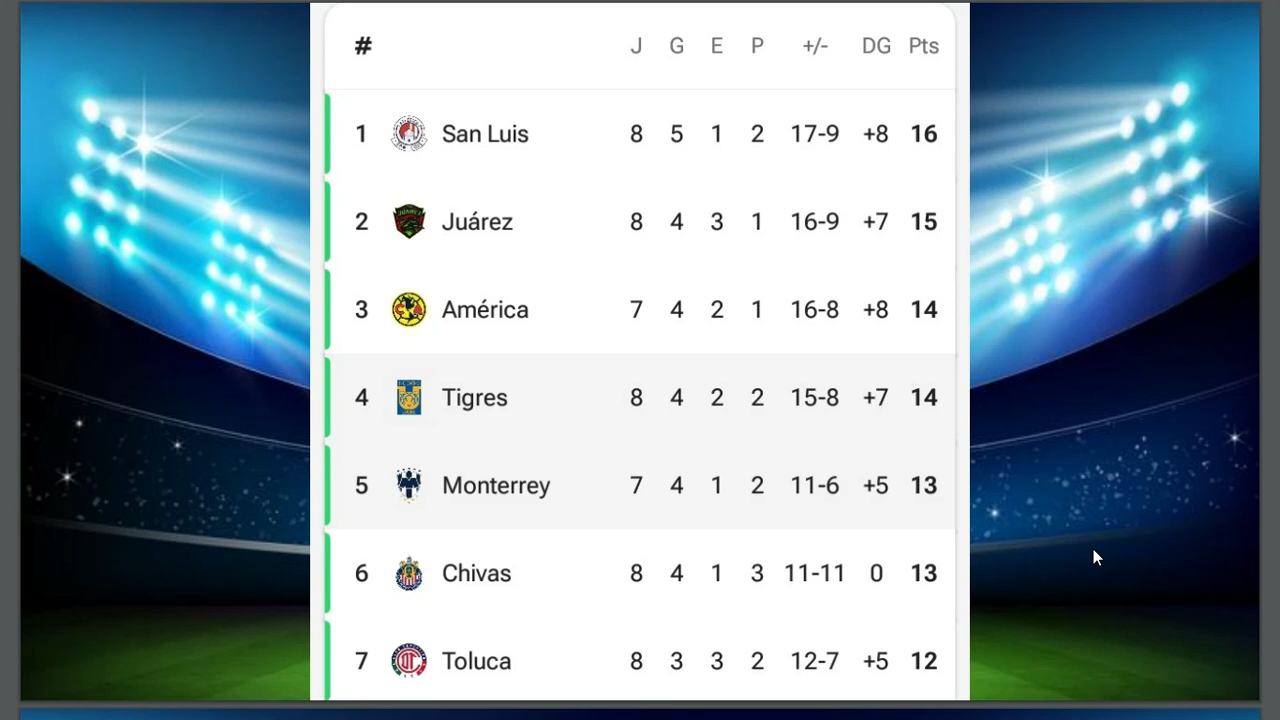 # J G E P +/- DG Pts
1 San Luis 8 5 1 2 17-9 +8 16
2 Juárez 8 4 3 1 16-9 +7 15
3 América 7 4 2 1 16-8 +8 14
4 Tigres 8 4 2 2 15-8 +7 14
5 Monterrey 7 4 1 2 11-6 +5 13
6 Chivas 8 4 1 3 11-11 0 13
7 Toluca 8 3 3 2 12-7 +5 12